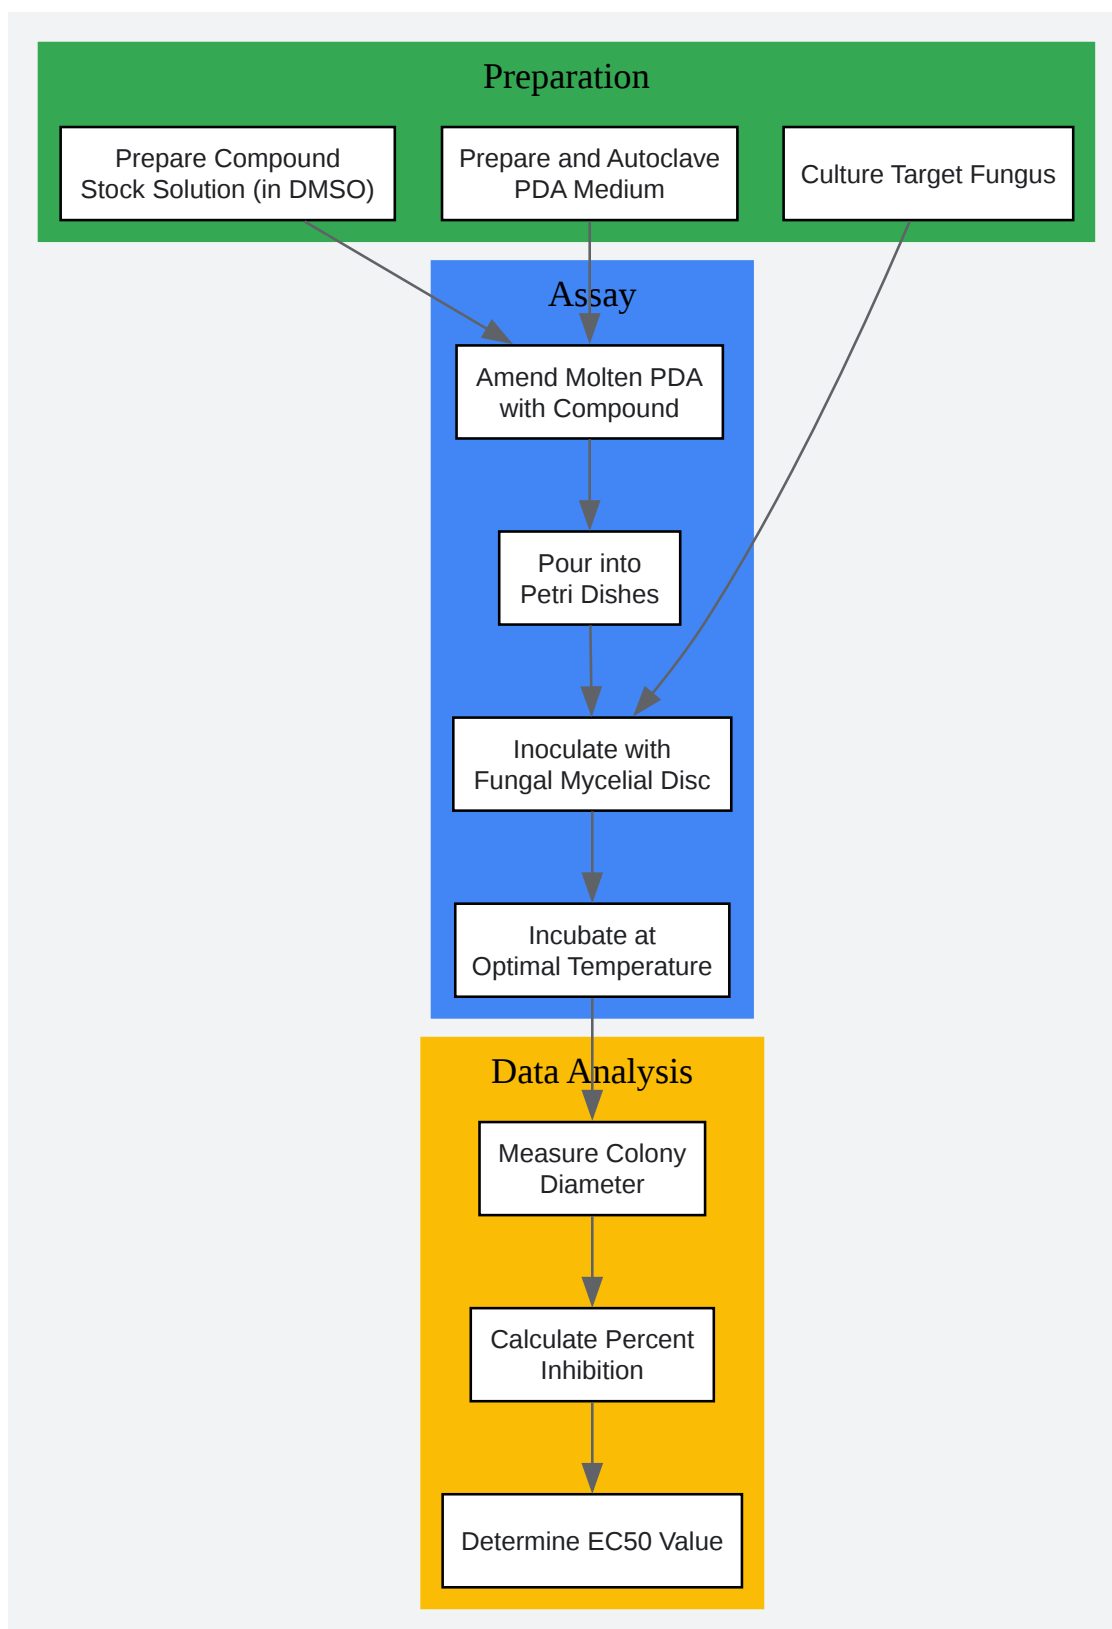 Preparation
Prepare Compound
Stock Solution (in DMSO)
Prepare and Autoclave
PDA Medium
Culture Target Fungus
Assay
Amend Molten PDA
with Compound
Pour into
Petri Dishes
Inoculate with
Fungal Mycelial Disc
Incubate at
Optimal Temperature
Data Analysis
Measure Colony
Diameter
Calculate Percent
Inhibition
Determine EC50 Value